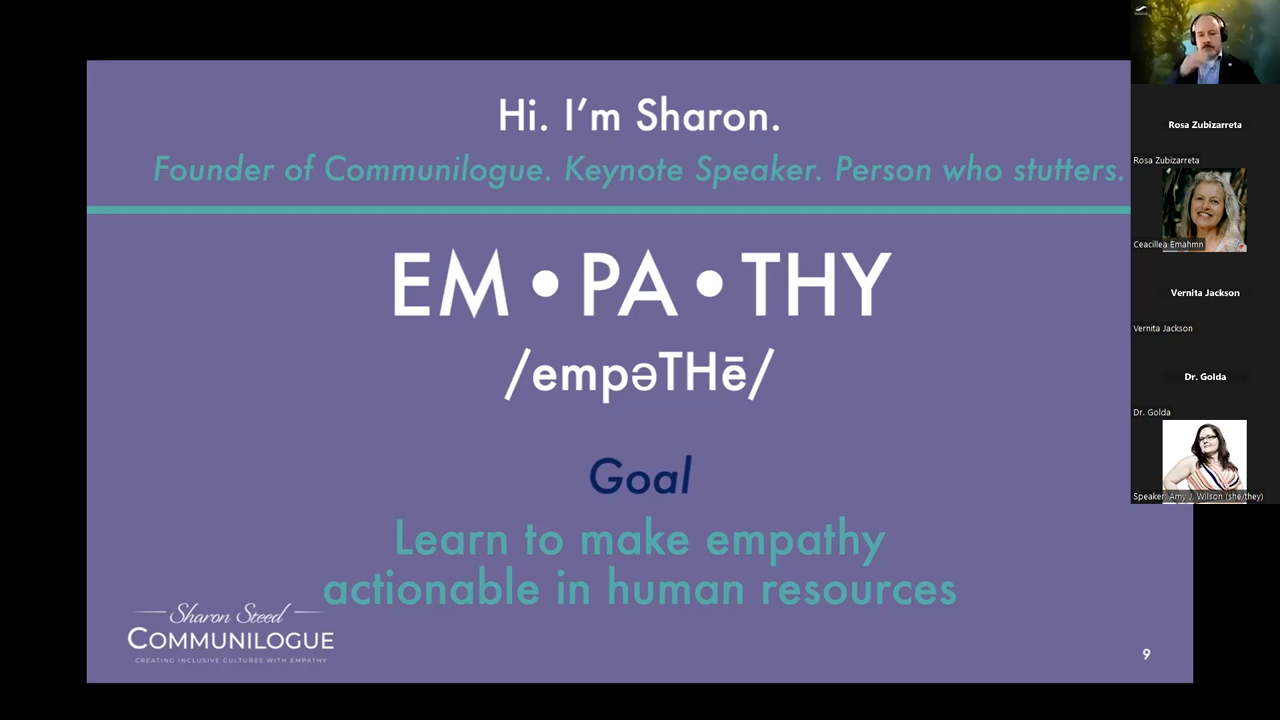 Hi. I'm Sharon.
Founder of Communilogue. Keynote Speaker. Person who stutters.
EM•PA•THY
/empəTHē/
Goal
Learn to make empathy
actionable in human resources
Sharon Steed
COMMUNILOGUE
CREATING INCLUSIVE CULTURES WITH EMPATHY
9
Rosa Zubizarreta
Rosa Zubizarreta
Ceacillea Emahmn
Vernita Jackson
Vernita Jackson
Dr. Golda
Dr. Golda
Speaker: Amy J. Wilson (she/they)